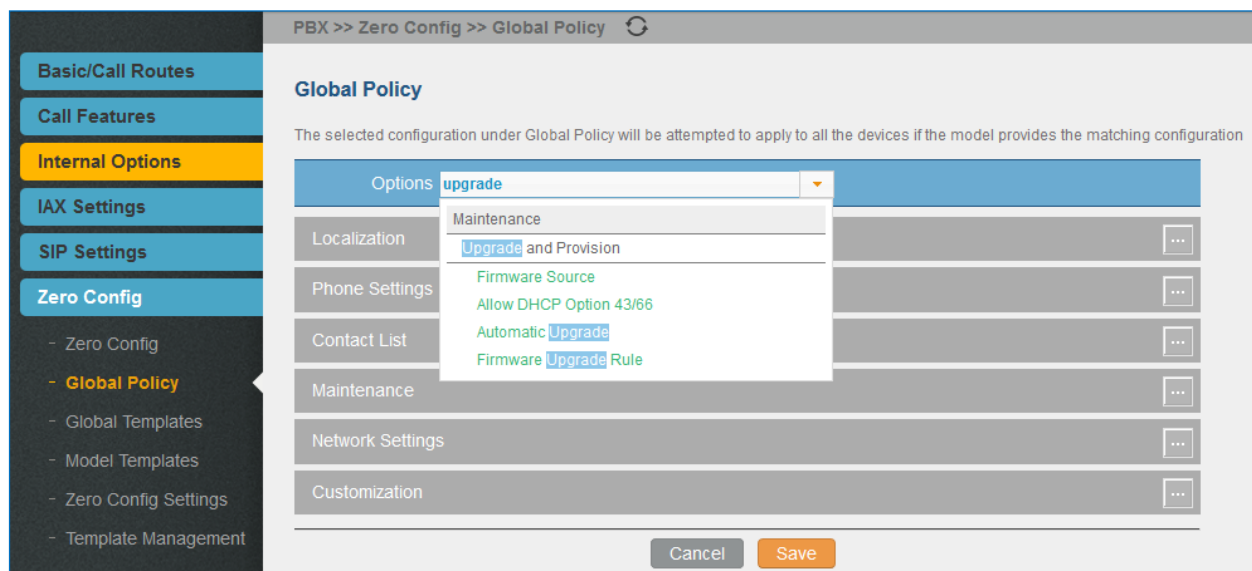 PBX >> Zero Config >> Global Policy
Basic/Call Routes
Call Features
Internal Options
IAX Settings
SIP Settings
Zero Config
- Zero Config
- Global Policy
- Global Templates
- Model Templates
- Zero Config Settings
- Template Management
Global Policy
The selected configuration under Global Policy will be attempted to apply to all the devices if the model provides the matching configuration
Options upgrade
Maintenance
Upgrade and Provision
Firmware Source
Allow DHCP Option 43/66
Automatic Upgrade
Firmware Upgrade Rule
Localization ...
Phone Settings ...
Contact List ...
Maintenance ...
Network Settings ...
Customization ...
Cancel Save